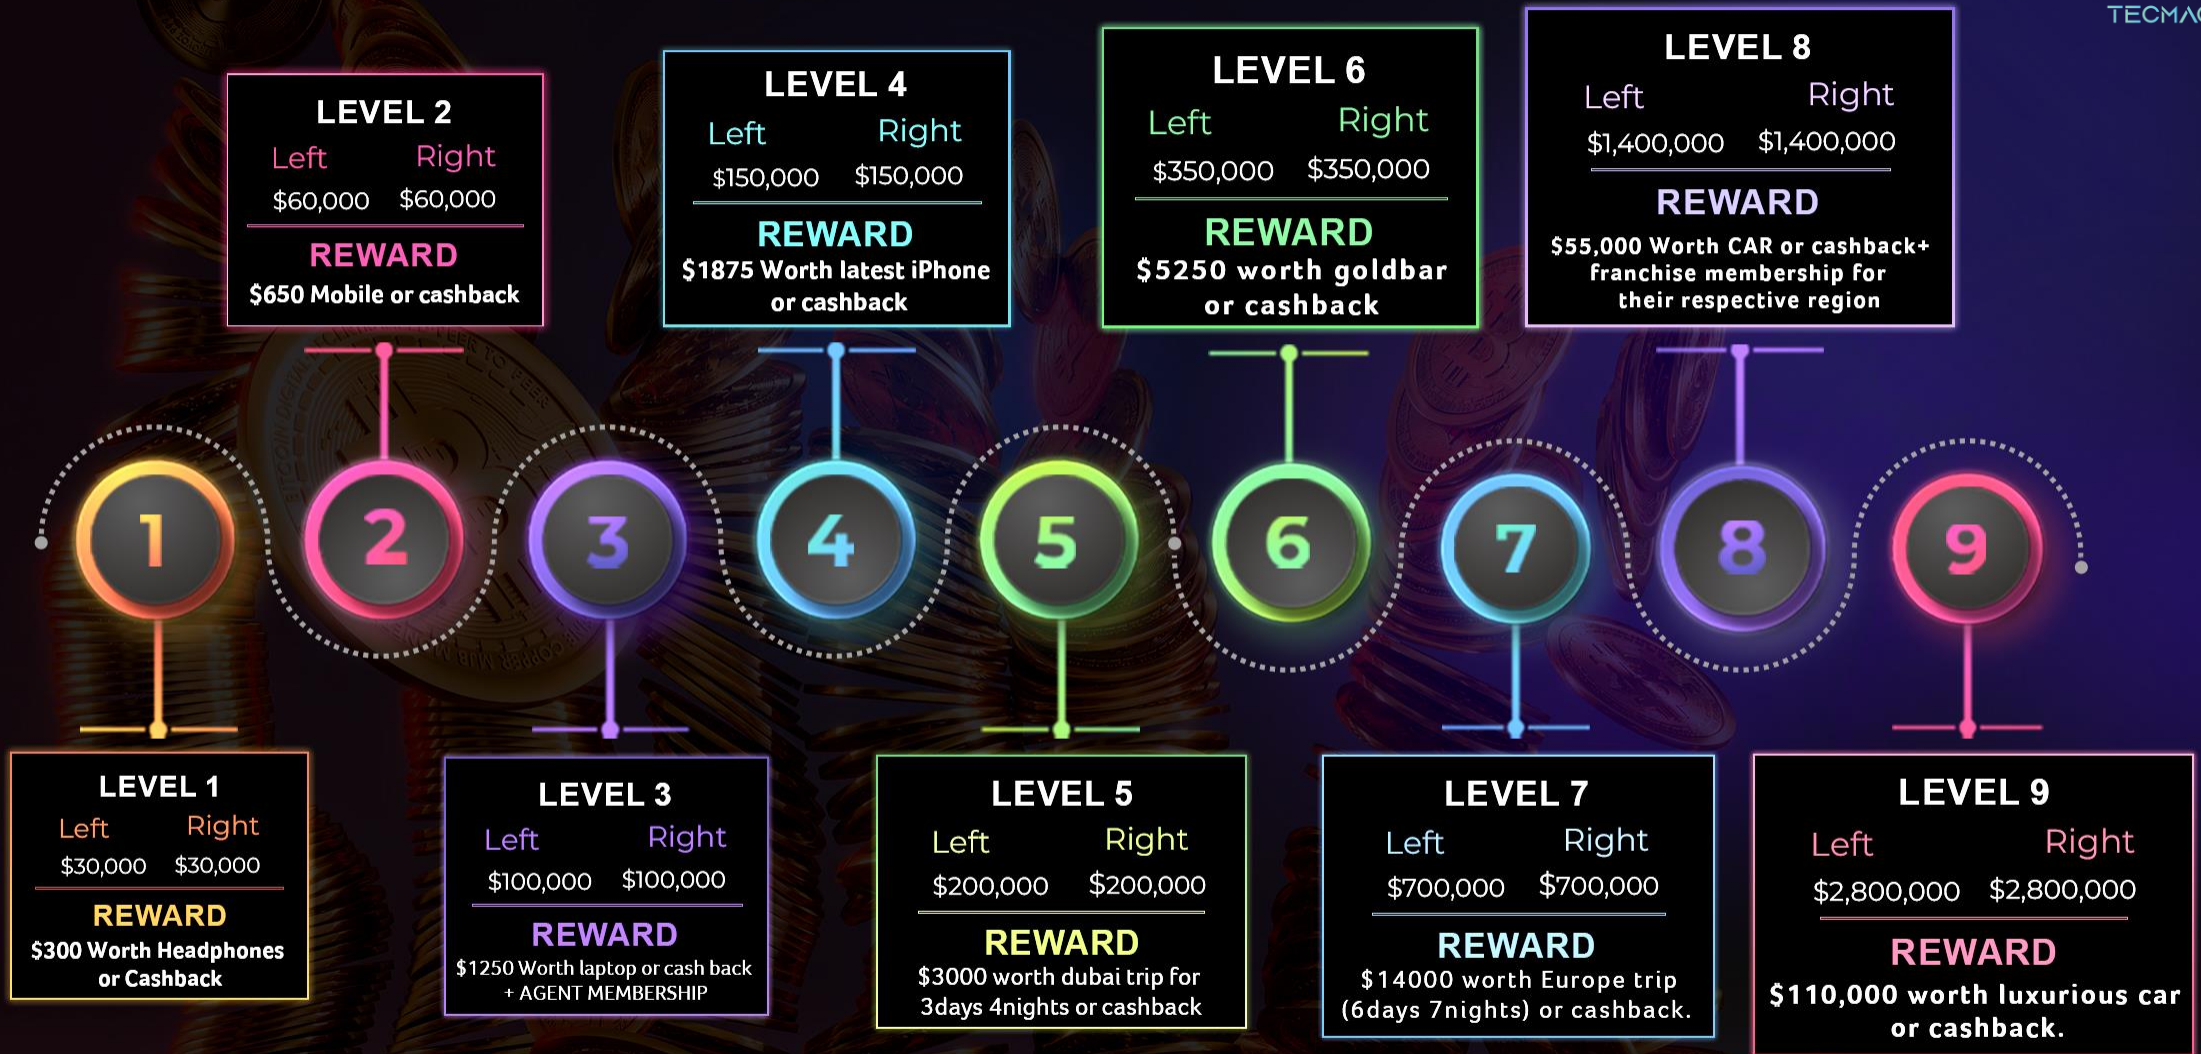 TECMAC
LEVEL 2
Left Right
$60,000 $60,000
REWARD
$650 Mobile or cashback
LEVEL 4
Left Right
$150,000 $150,000
REWARD
$1875 Worth latest iPhone
or cashback
LEVEL 6
Left Right
$350,000 $350,000
REWARD
$5250 worth goldbar
or cashback
LEVEL 8
Left Right
$1,400,000 $1,400,000
REWARD
$55,000 Worth CAR or cashback+
franchise membership for
their respective region
1
2
3
4
5
6
7
8
9
LEVEL 1
Left Right
$30,000 $30,000
REWARD
$300 Worth Headphones
or Cashback
LEVEL 3
Left Right
$100,000 $100,000
REWARD
$1250 Worth laptop or cash back
+ AGENT MEMBERSHIP
LEVEL 5
Left Right
$200,000 $200,000
REWARD
$3000 worth dubai trip for
3days 4nights or cashback
LEVEL 7
Left Right
$700,000 $700,000
REWARD
$14000 worth Europe trip
(6days 7nights) or cashback.
LEVEL 9
Left Right
$2,800,000 $2,800,000
REWARD
$110,000 worth luxurious car
or cashback.